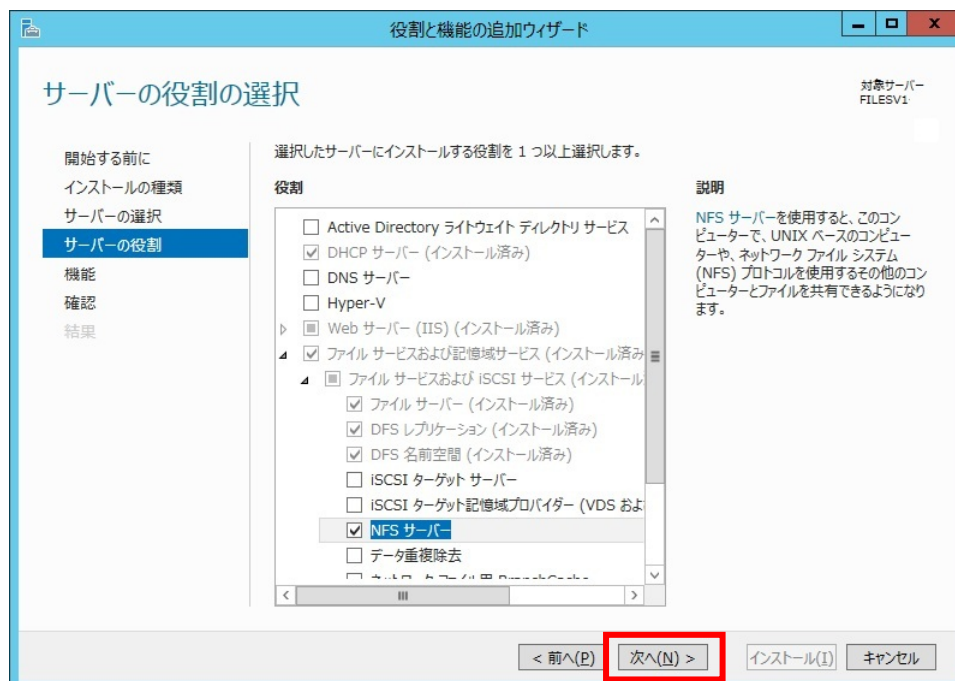 役割と機能の追加ウィザード
サーバーの役割の選択
対象サーバー
FILESV1
開始する前に
インストールの種類
サーバーの選択
サーバーの役割
機能
確認
結果
選択したサーバーにインストールする役割を 1 つ以上選択します。
役割
Active Directory ライトウェイト ディレクトリ サービス
DHCP サーバー (インストール済み)
DNS サーバー
Hyper-V
Web サーバー (IIS) (インストール済み)
ファイル サービスおよび記憶域サービス (インストール済み
ファイル サービスおよび iSCSI サービス (インストール
ファイル サーバー (インストール済み)
DFS レプリケーション (インストール済み)
DFS 名前空間 (インストール済み)
iSCSI ターゲット サーバー
iSCSI ターゲット記憶域プロバイダー (VDS およ
NFS サーバー
データ重複除去
ネットワーク ファイル用 BranchCache
説明
NFS サーバーを使用すると、このコン
ピューターで、UNIX ベースのコンピュー
ターや、ネットワーク ファイル システム
(NFS) プロトコルを使用するその他のコン
ピューターとファイルを共有できるようになり
ます。
< 前へ(P)
次へ(N) >
インストール(I)
キャンセル